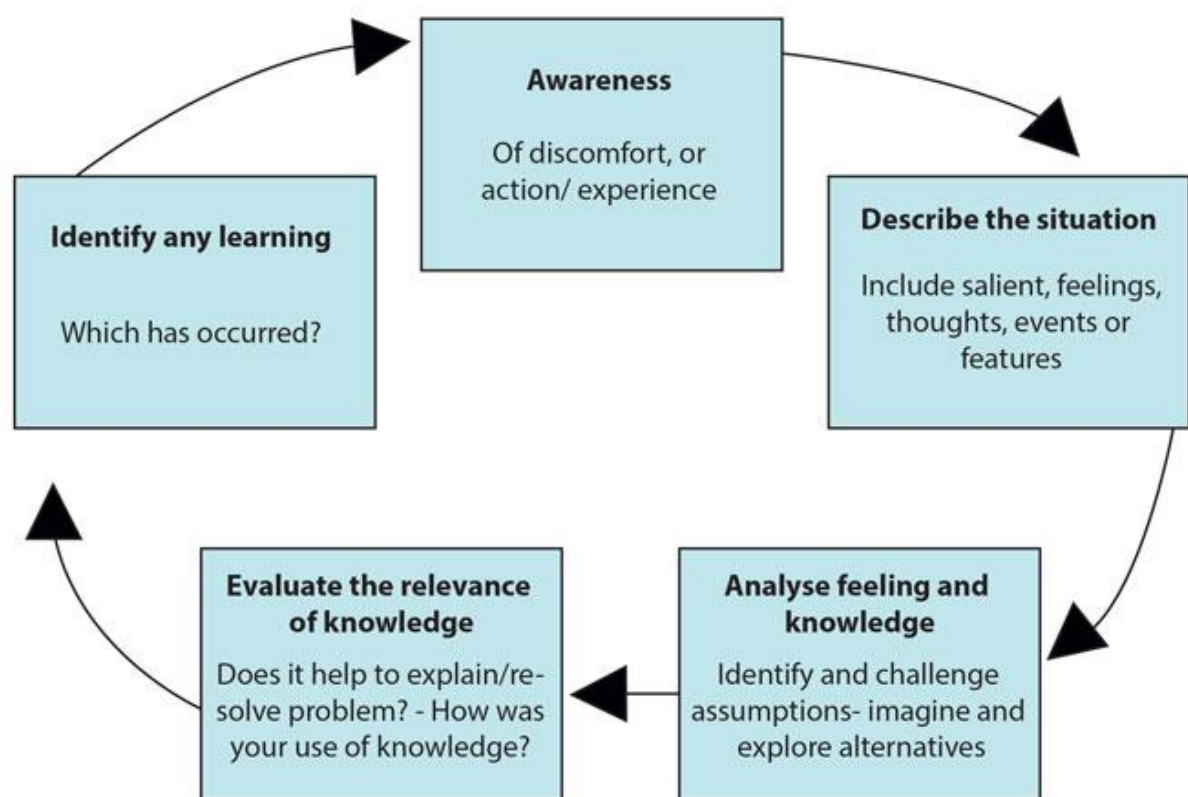 Awareness
Of discomfort, or
action/ experience
Describe the situation
Include salient, feelings,
thoughts, events or
features
Analyse feeling and
knowledge
Identify and challenge
assumptions- imagine and
explore alternatives
Evaluate the relevance
of knowledge
Does it help to explain/re-
solve problem? - How was
your use of knowledge?
Identify any learning
Which has occurred?